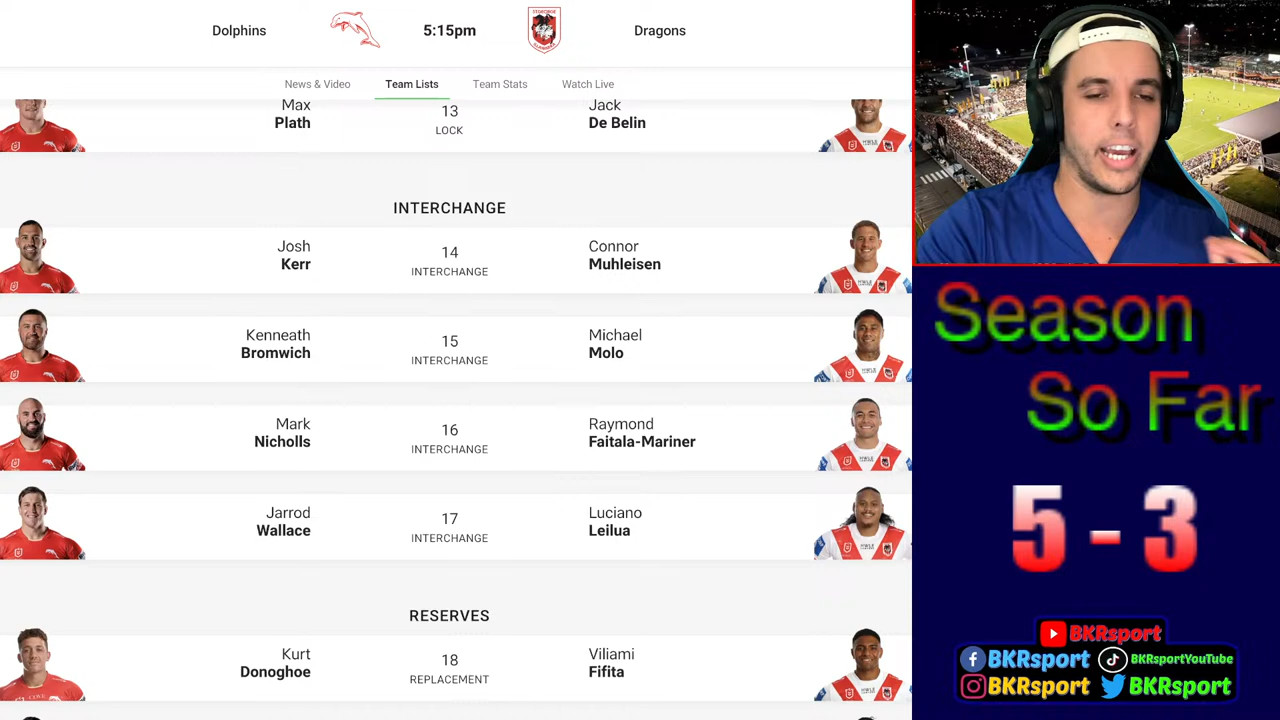 Dolphins
5:15pm
Dragons
News & Video
Team Lists
Team Stats
Watch Live
Max
Plath
13
LOCK
Jack
De Belin
INTERCHANGE
Josh
Kerr
14
INTERCHANGE
Connor
Muhleisen
Kenneath
Bromwich
15
INTERCHANGE
Michael
Molo
Mark
Nicholls
16
INTERCHANGE
Raymond
Faitala-Mariner
Jarrod
Wallace
17
INTERCHANGE
Luciano
Leilua
RESERVES
Kurt
Donoghoe
18
REPLACEMENT
Viliami
Fifita
Season
So Far
5 - 3
BKRsport
BKRsport
BKRsportYouTube
BKRsport
BKRsport